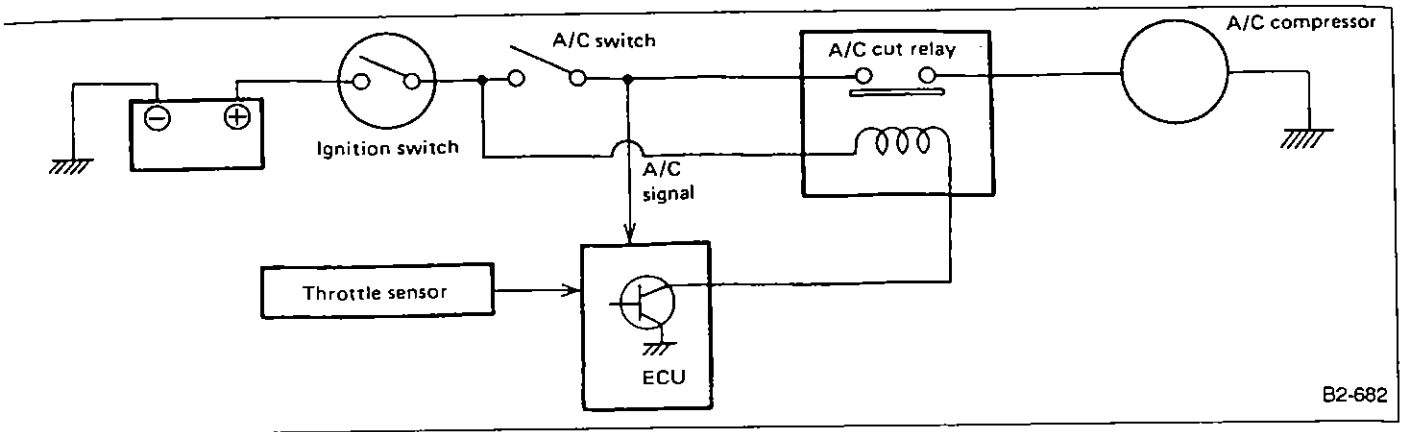 A/C compressor
A/C switch
A/C cut relay
− +
Ignition switch
A/C
signal
Throttle sensor
ECU
B2-682